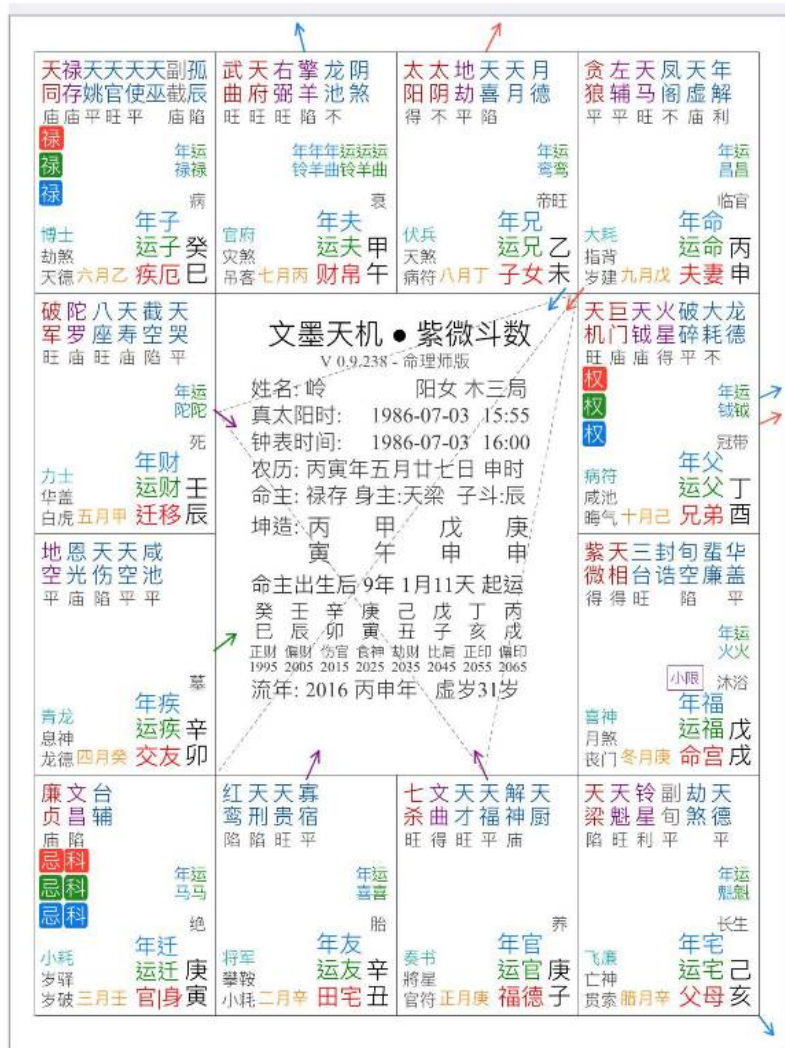 天禄天天天天副孤
同存姚官使巫截辰
庙庙平旺平 庙陷
禄
禄
禄
年运
禄禄
病
博士
劫煞
天德
六月乙
年子
运子
疾厄
癸巳
武天右擎龙阴
曲府弼羊池煞
旺旺旺陷不
年年年运运运
铃羊曲铃羊曲
衰
官府
灾煞
吊客
七月丙
年夫
运夫
财帛
甲午
太太地天天月
阳阴劫喜月德
得不平陷
年运
鸾鸾
帝旺
伏兵
天煞
病符
八月丁
年兄
运兄
子女
乙未
贪左天凤天年
狼辅马阁虚解
平平旺不庙利
年运
昌昌
临官
大耗
指背
岁建
九月戊
年命
运命
夫妻
丙申
破陀八天截天
军罗座寿空哭
旺庙旺庙陷平
年运
陀陀
死
力士
华盖
白虎
五月甲
年财
运财
迁移
壬辰
文墨天机 ● 紫微斗数
V 0.9.238 - 命理师版
姓名: 岭 阳女 木三局
真太阳时: 1986-07-03 15:55
钟表时间: 1986-07-03 16:00
农历: 丙寅年五月廿七日 申时
命主: 禄存 身主:天梁 子斗:辰
坤造: 丙 甲 戊 庚
寅 午 申 申
命主出生后 9年 1月11天 起运
癸 壬 辛 庚 己 戊 丁 丙
巳 辰 卯 寅 丑 子 亥 戌
正财 偏财 伤官 食神 劫财 比肩 正印 偏印
1995 2005 2015 2025 2035 2045 2055 2065
流年: 2016 丙申年 虚岁31岁
天巨天火破大龙
机门钺星碎耗德
旺庙庙得平不
权
权
权
年运
钺钺
冠带
病符
咸池
晦气
十月己
年父
运父
兄弟
丁酉
地恩天天咸
空光伤空池
平庙陷平平
墓
青龙
息神
龙德
四月癸
年疾
运疾
交友
辛卯
紫天三封旬蜚华
微相台诰空廉盖
得得旺 陷 平
年运
火火
小限
沐浴
喜神
月煞
丧门
冬月庚
年福
运福
命宫
戊戌
廉文台
贞昌辅
庙陷
忌科
忌科
忌科
年运
马马
绝
小耗
岁驿
岁破
三月壬
年迁
运迁
官|身
庚寅
红天天寡
鸾刑贵宿
陷陷旺平
年运
喜喜
胎
将军
攀鞍
小耗
二月辛
年友
运友
田宅
辛丑
七文天天解天
杀曲才福神厨
旺得旺平庙
养
奏书
將星
官符
正月庚
年官
运官
福德
庚子
天天铃副劫天
梁魁星旬煞德
陷旺利平 平
年运
魁魁
长生
飞廉
亡神
贯索
腊月辛
年宅
运宅
父母
己亥